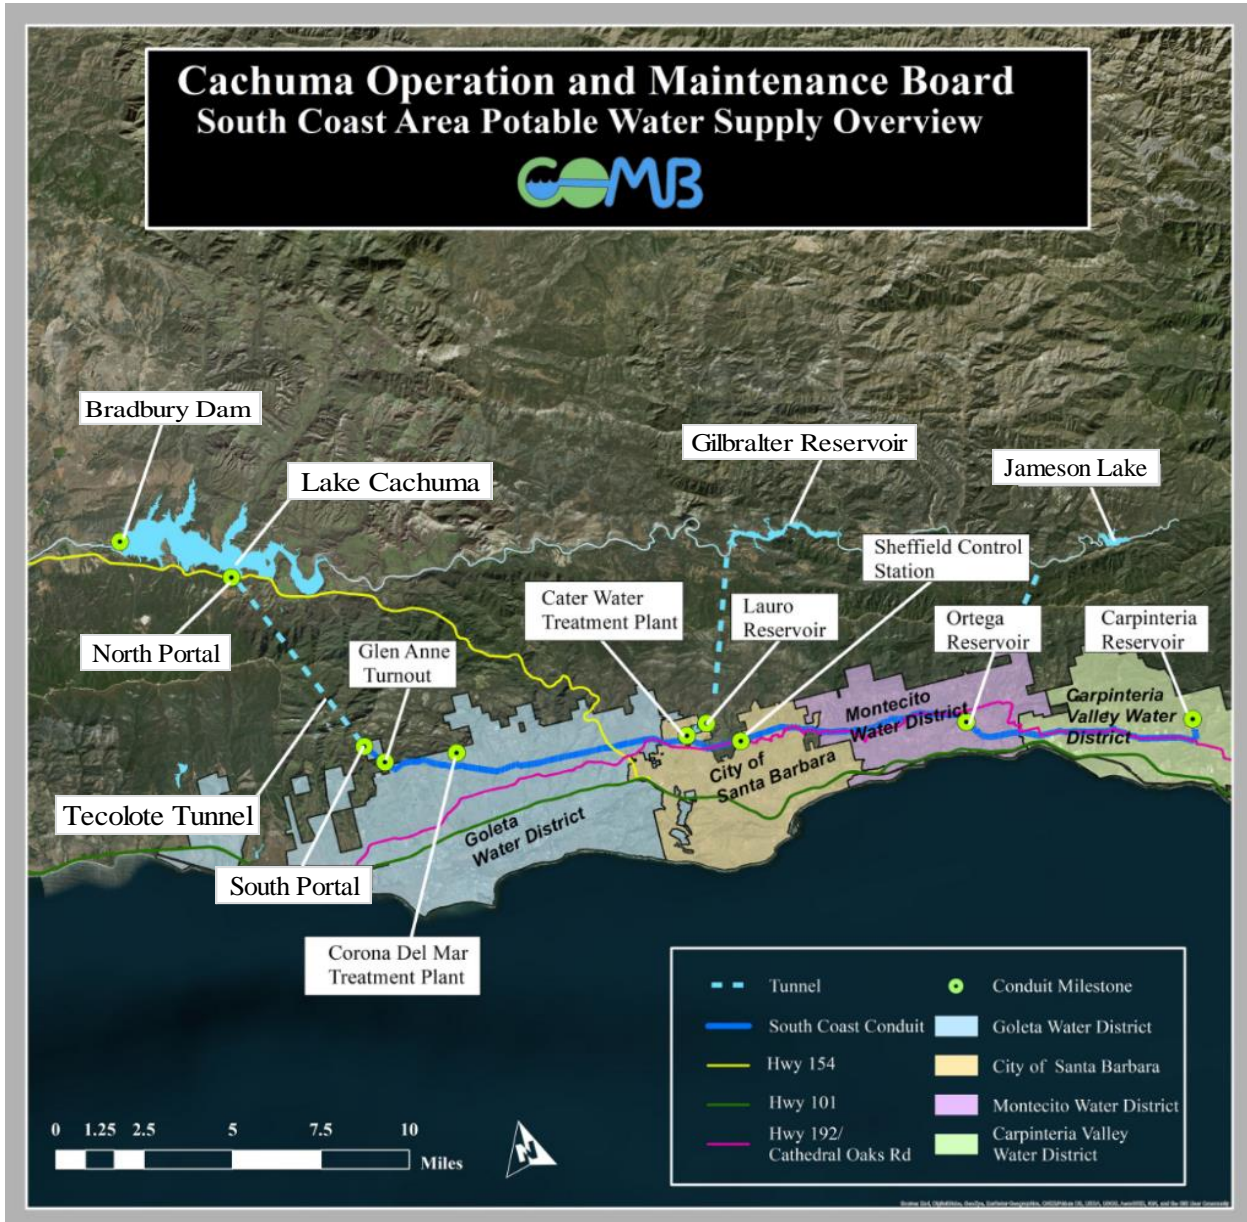 Cachuma Operation and Maintenance Board
South Coast Area Potable Water Supply Overview
COMB
Bradbury Dam
Gilbralter Reservoir
Jameson Lake
Lake Cachuma
Sheffield Control
Station
Cater Water
Treatment Plant
Lauro
Reservoir
Ortega
Reservoir
Carpinteria
Reservoir
North Portal
Glen Anne
Turnout
Montecito
Water District
Carpinteria
Valley Water
District
City of
Santa Barbara
Tecolote Tunnel
Goleta
Water District
South Portal
Corona Del Mar
Treatment Plant
Tunnel
South Coast Conduit
Hwy 154
Hwy 101
Hwy 192/
Cathedral Oaks Rd
Conduit Milestone
Goleta Water District
City of Santa Barbara
Montecito Water District
Carpinteria Valley
Water District
0 1.25 2.5 5 7.5 10
Miles
N